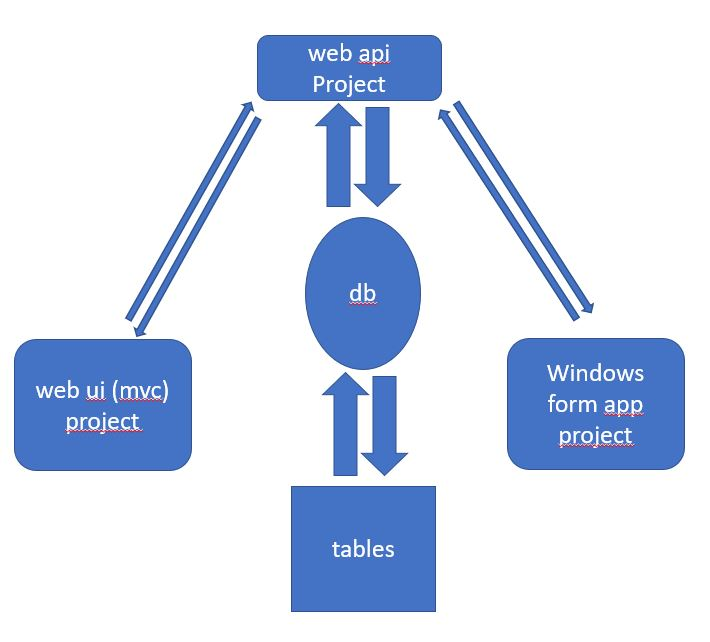 web api
Project
db
web ui (mvc)
project
Windows
form app
project
tables